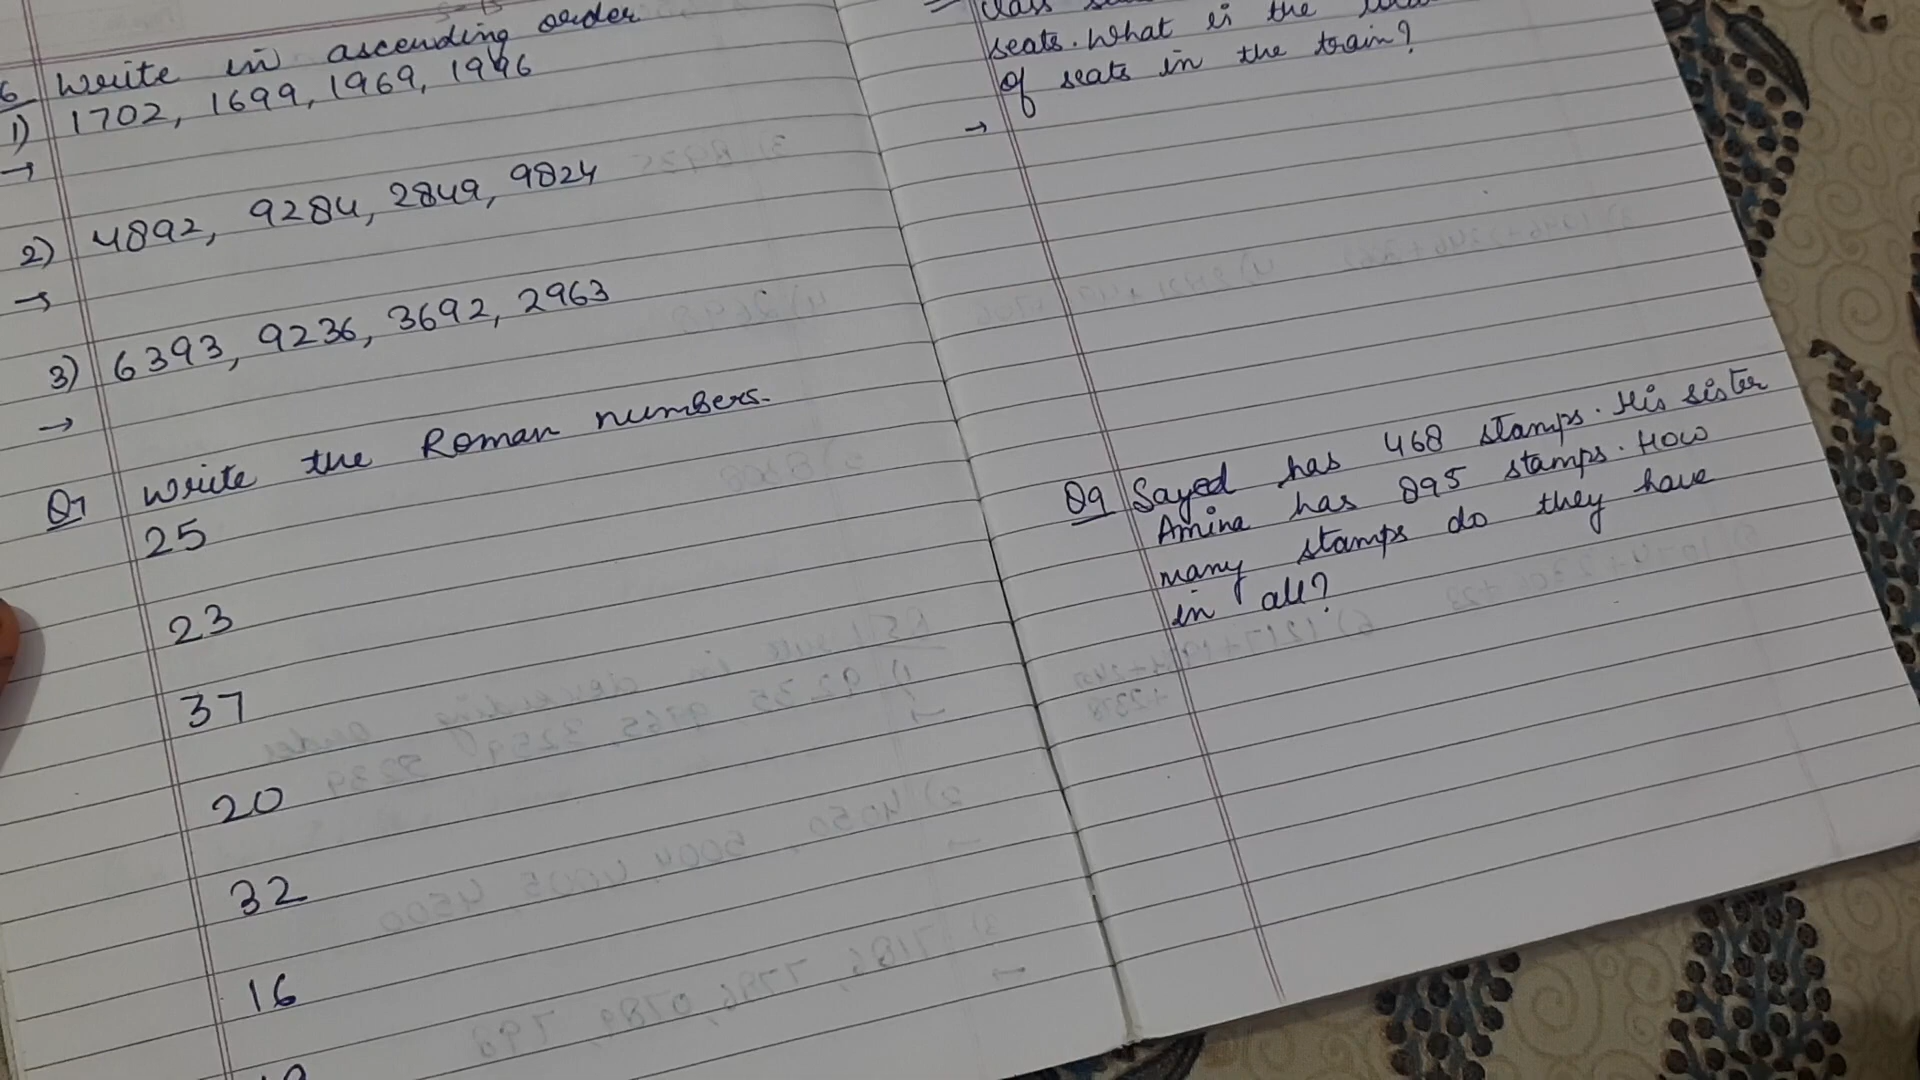 6 Write in ascending order
1) 1702, 1699, 1969, 1996
→
2) 4892, 9284, 2849, 9824
→
3) 6393, 9236, 3692, 2963
→
Q7 Write the Roman numbers.
25
23
37
20
32
16
class
seats. What is the
of seats in the train?
→
Q9 Sayed has 468 stamps. His sister
Amina has 895 stamps. How
many stamps do they have
in all?